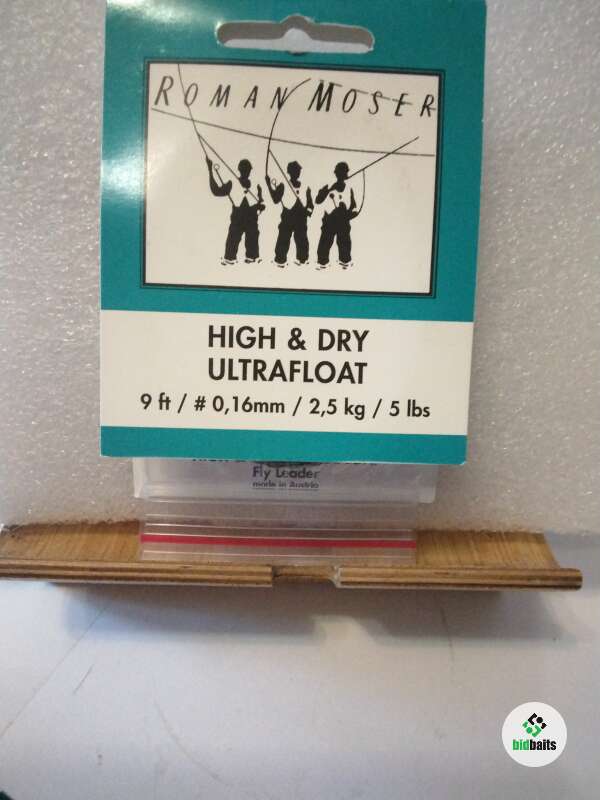 ROMAN MOSER
HIGH & DRY
ULTRAFLOAT
9 ft / # 0,16mm / 2,5 kg / 5 lbs
Fly Leader
made in Austria
bidbaits